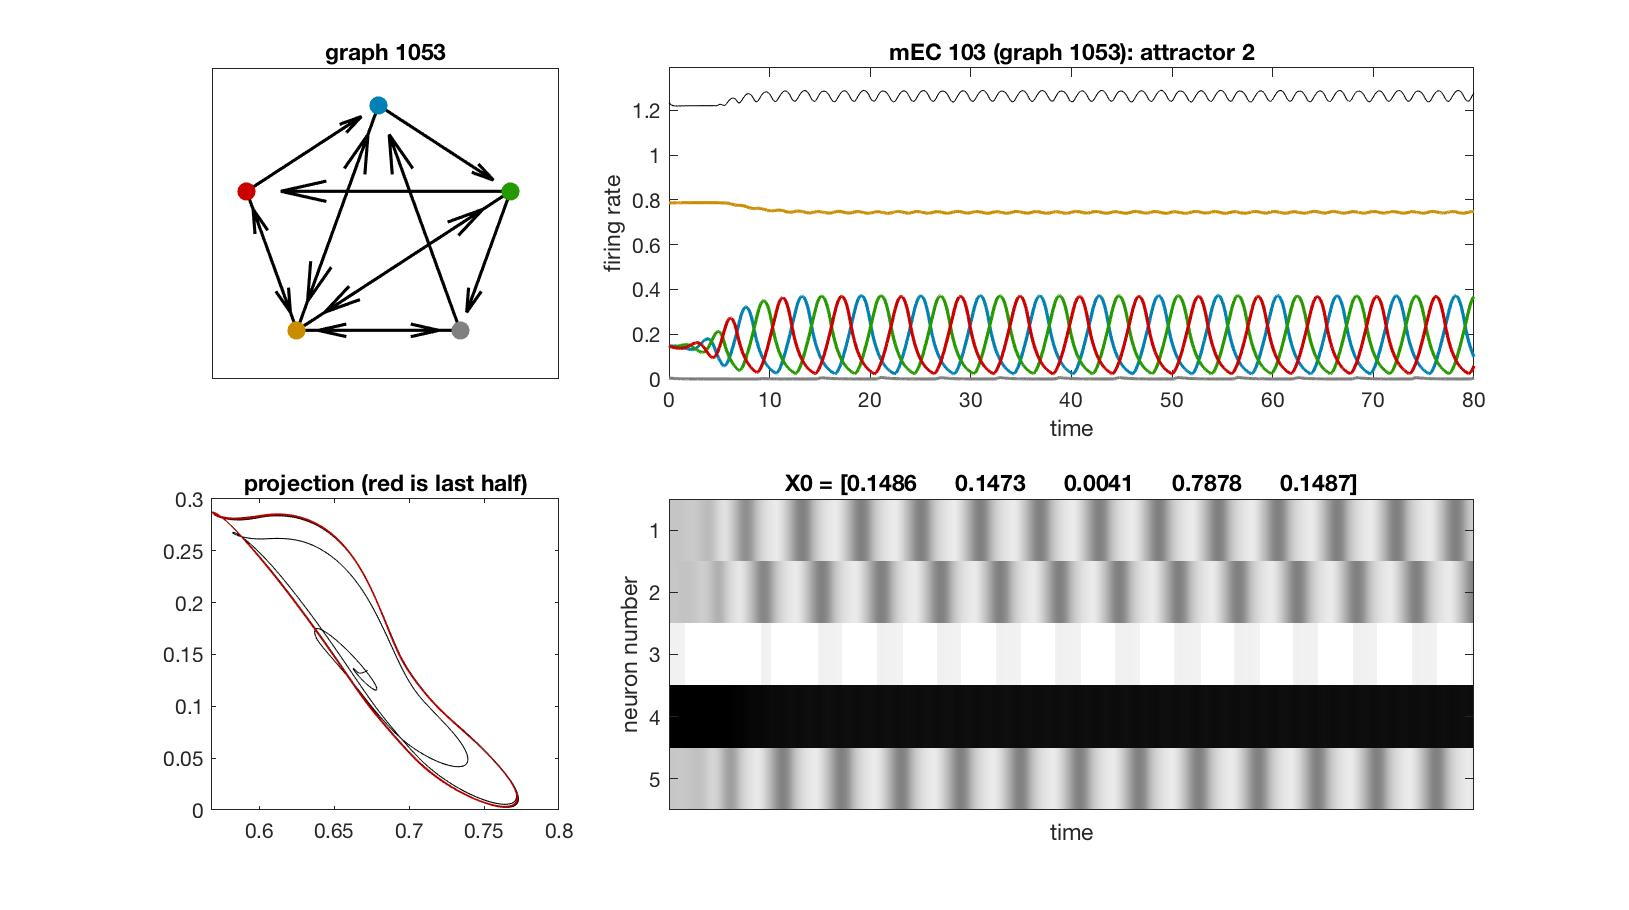 graph 1053
mEC 103 (graph 1053): attractor 2
firing rate
1.2
1
0.8
0.6
0.4
0.2
0
0 10 20 30 40 50 60 70 80
time
projection (red is last half)
0.3
0.25
0.2
0.15
0.1
0.05
0
0.6 0.65 0.7 0.75 0.8
X0 = [0.1486 0.1473 0.0041 0.7878 0.1487]
neuron number
1
2
3
4
5
time